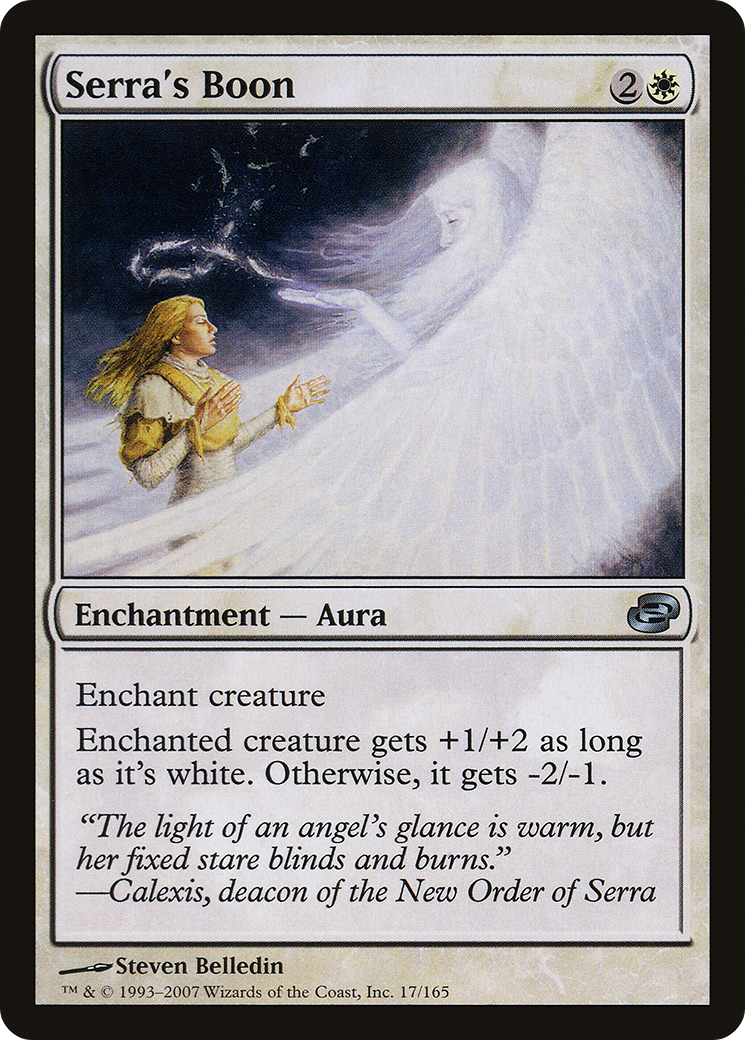 Serra's Boon 2
Enchantment — Aura
Enchant creature
Enchanted creature gets +1/+2 as long
as it's white. Otherwise, it gets -2/-1.
"The light of an angel's glance is warm, but
her fixed stare blinds and burns."
—Calexis, deacon of the New Order of Serra
Steven Belledin
™ & © 1993–2007 Wizards of the Coast, Inc. 17/165